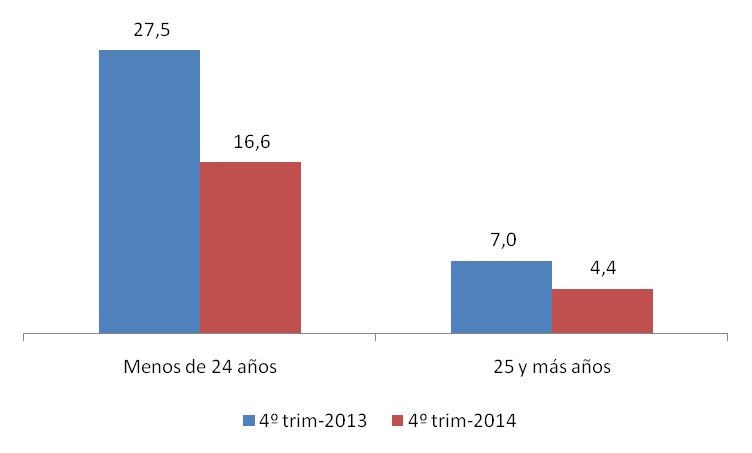 27,5
16,6
7,0
4,4
Menos de 24 años
25 y más años
4º trim-2013
4º trim-2014